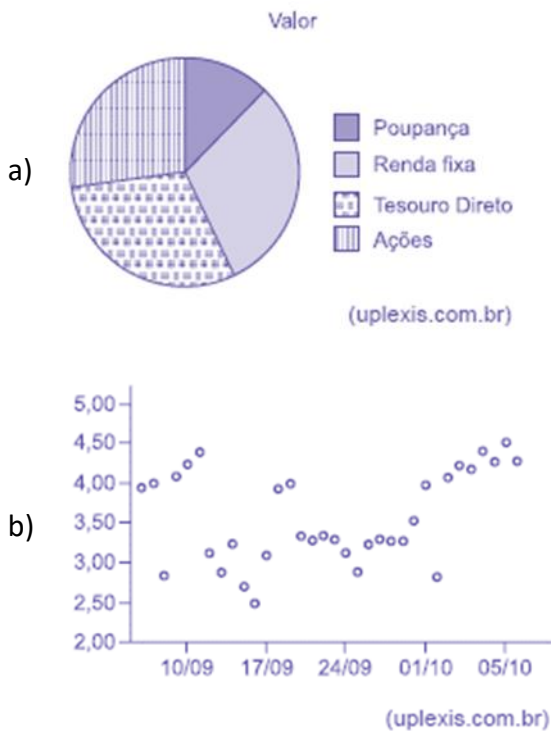 Valor
a)
Poupança
Renda fixa
Tesouro Direto
Ações
(uplexis.com.br)
b)
5,00
4,50
4,00
3,50
3,00
2,50
2,00
10/09 17/09 24/09 01/10 05/10
(uplexis.com.br)